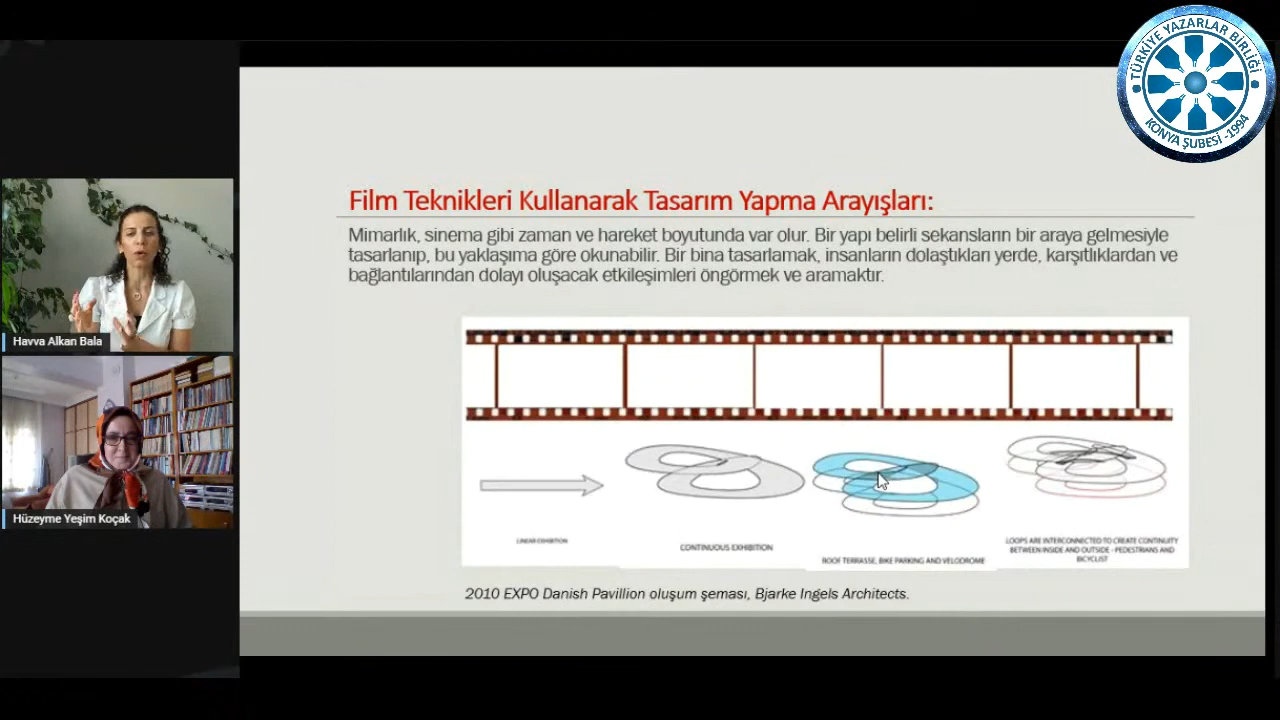 TÜRKİYE YAZARLAR BİRLİĞİ
KONYA ŞUBESİ -1994
Film Teknikleri Kullanarak Tasarım Yapma Arayışları:
Mimarlık, sinema gibi zaman ve hareket boyutunda var olur. Bir yapı belirli sekansların bir araya gelmesiyle
tasarlanıp, bu yaklaşıma göre okunabilir. Bir bina tasarlamak, insanların dolaştıkları yerde, karşıtlıklardan ve
bağlantılarından dolayı oluşacak etkileşimleri öngörmek ve aramaktır.
Havva Alkan Bala
Hüzeyme Yeşim Koçak
LINEAR EXHIBITION
CONTINUOUS EXHIBITION
ROOF TERRASSE, BIKE PARKING AND VELODROME
LOOPS ARE INTERCONNECTED TO CREATE CONTINUITY
BETWEEN INSIDE AND OUTSIDE - PEDESTRIANS AND
BICYCLIST
2010 EXPO Danish Pavillion oluşum şeması, Bjarke Ingels Architects.